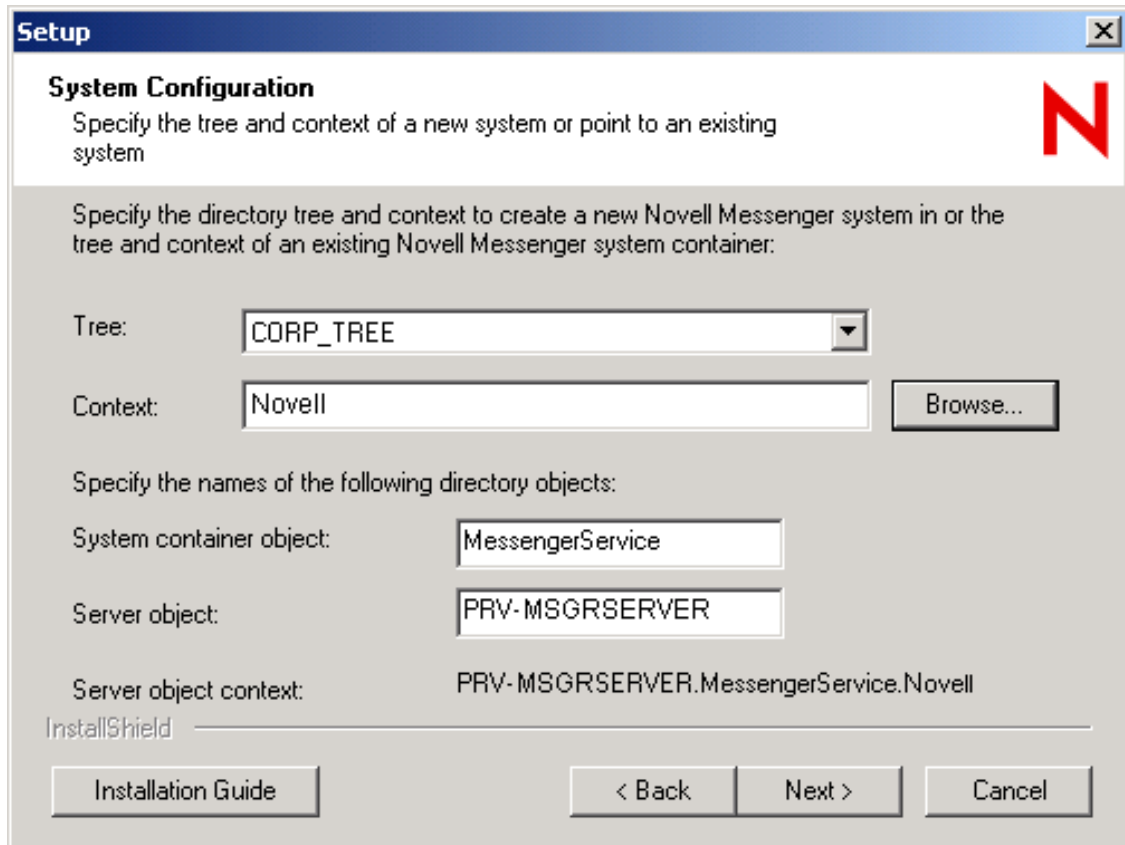 Setup
System Configuration
Specify the tree and context of a new system or point to an existing
system
N
Specify the directory tree and context to create a new Novell Messenger system in or the
tree and context of an existing Novell Messenger system container:
Tree: CORP_TREE
Context: Novell Browse...
Specify the names of the following directory objects:
System container object: MessengerService
Server object: PRV-MSGRSERVER
Server object context: PRV-MSGRSERVER.MessengerService.Novell
InstallShield
Installation Guide < Back Next > Cancel